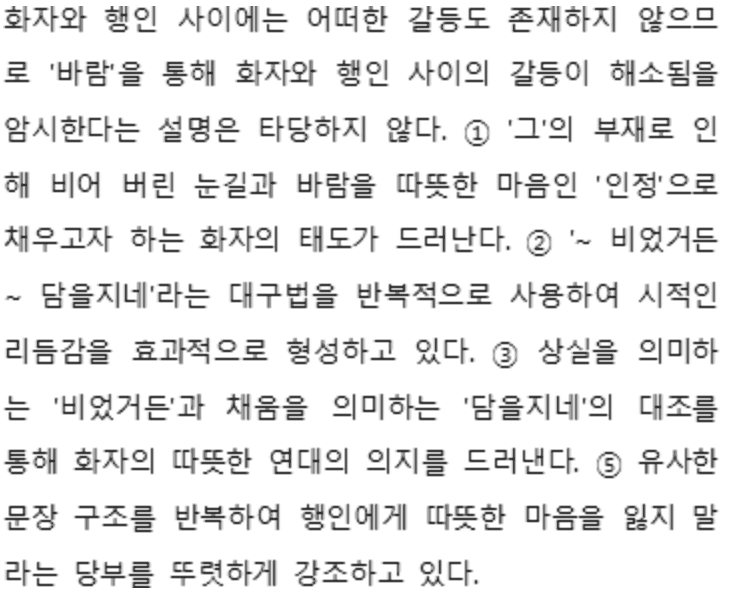 화자와 행인 사이에는 어떠한 갈등도 존재하지 않으므
로 '바람'을 통해 화자와 행인 사이의 갈등이 해소됨을
암시한다는 설명은 타당하지 않다. ① '그'의 부재로 인
해 비어 버린 눈길과 바람을 따뜻한 마음인 '인정'으로
채우고자 하는 화자의 태도가 드러난다. ② '~ 비었거든
~ 담을지네'라는 대구법을 반복적으로 사용하여 시적인
리듬감을 효과적으로 형성하고 있다. ③ 상실을 의미하
는 '비었거든'과 채움을 의미하는 '담을지네'의 대조를
통해 화자의 따뜻한 연대의 의지를 드러낸다. ⑤ 유사한
문장 구조를 반복하여 행인에게 따뜻한 마음을 잃지 말
라는 당부를 뚜렷하게 강조하고 있다.